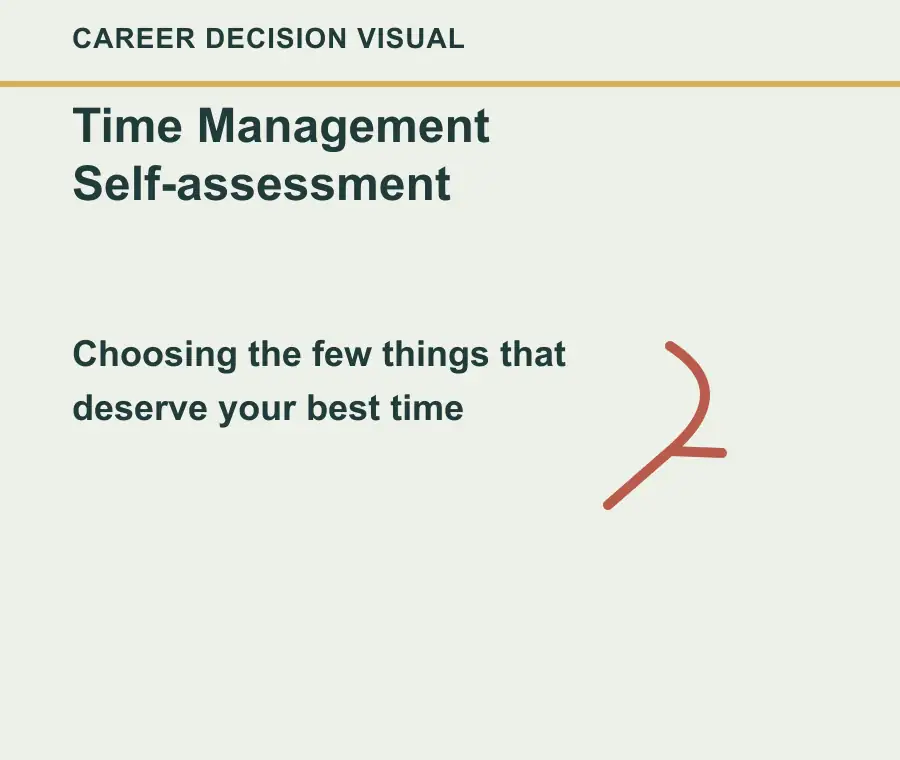 CAREER DECISION VISUAL
Time Management
Self-assessment
Choosing the few things that
deserve your best time